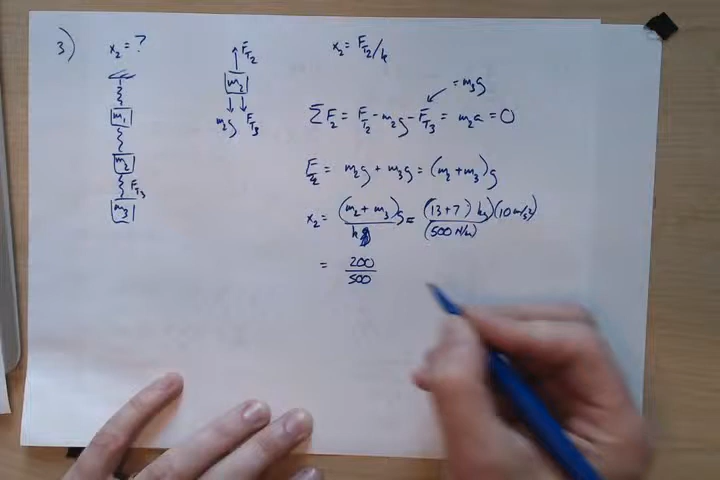 3)
x₂ = ?
m₁
m₂
F_T₃
m₃
F_T₂
m₂
m₂g F_T₃
x₂ = F_T₂/k
= m₃g
ΣF₂ = F_T₂ - m₂g - F_T₃ = m₂a = 0
F_T₂ = m₂g + m₃g = (m₂ + m₃)g
x₂ = (m₂ + m₃)g / k = (13 + 7) kg (10 m/s²) / (500 N/m)
= 200 / 500